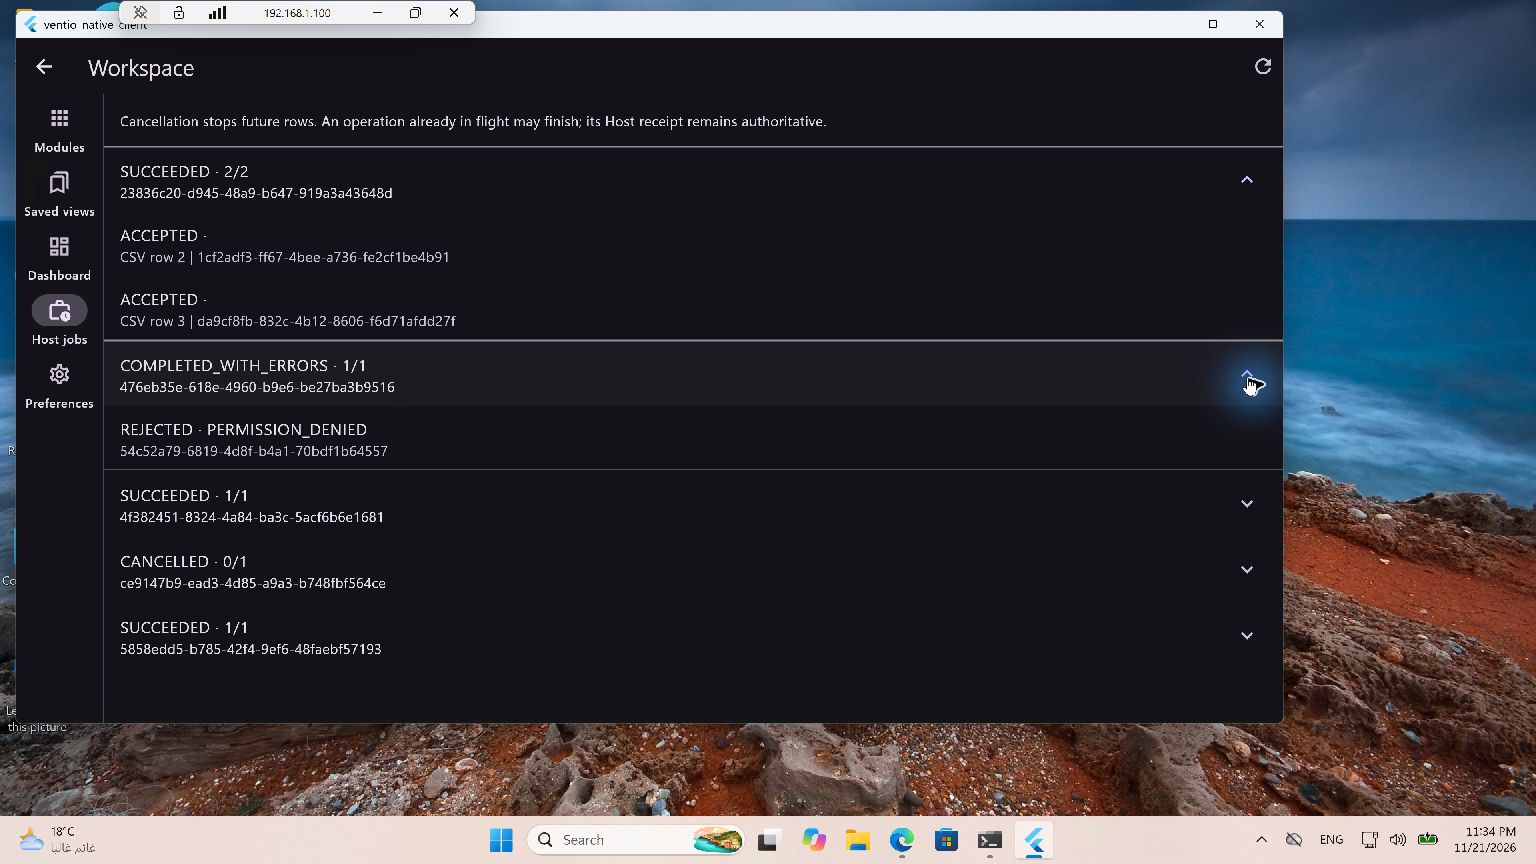 192.168.1.100
ventio native client
Workspace
Modules
Saved views
Dashboard
Host jobs
Preferences
Cancellation stops future rows. An operation already in flight may finish; its Host receipt remains authoritative.
SUCCEEDED · 2/2
23836c20-d945-48a9-b647-919a3a43648d
ACCEPTED ·
CSV row 2 | 1cf2adf3-ff67-4bee-a736-fe2cf1be4b91
ACCEPTED ·
CSV row 3 | da9cf8fb-832c-4b12-8606-f6d71afdd27f
COMPLETED_WITH_ERRORS · 1/1
476eb35e-618e-4960-b9e6-be27ba3b9516
REJECTED · PERMISSION_DENIED
54c52a79-6819-4d8f-b4a1-70bdf1b64557
SUCCEEDED · 1/1
4f382451-8324-4a84-ba3c-5acf6b6e1681
CANCELLED · 0/1
ce9147b9-ead3-4d85-a9a3-b748fbf564ce
SUCCEEDED · 1/1
5858edd5-b785-42f4-9ef6-48faebf57193
this picture
18°C
غائم غالبا
Search
ENG
11:34 PM
11/21/2026